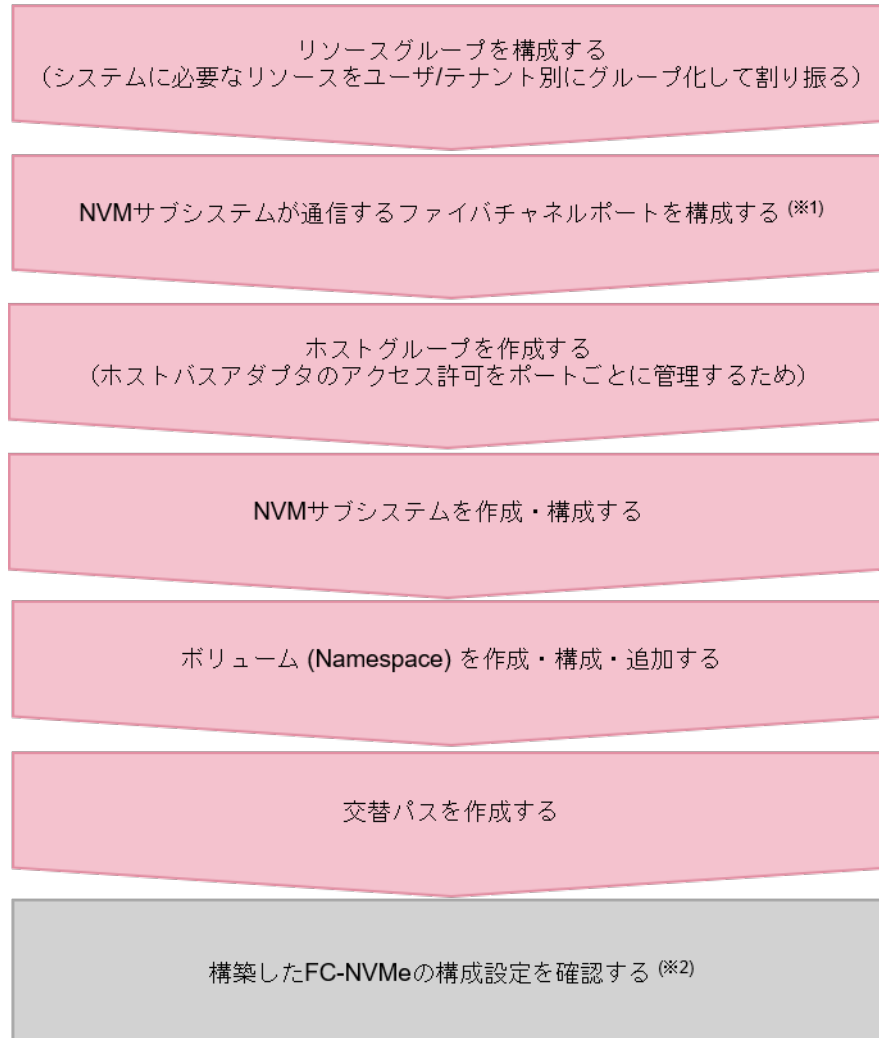 リソースグループを構成する
（システムに必要なリソースをユーザ/テナント別にグループ化して割り振る）
NVMサブシステムが通信するファイバチャネルポートを構成する (※1)
ホストグループを作成する
（ホストバスアダプタのアクセス許可をポートごとに管理するため）
NVMサブシステムを作成・構成する
ボリューム (Namespace) を作成・構成・追加する
交替パスを作成する
構築したFC-NVMeの構成設定を確認する (※2)